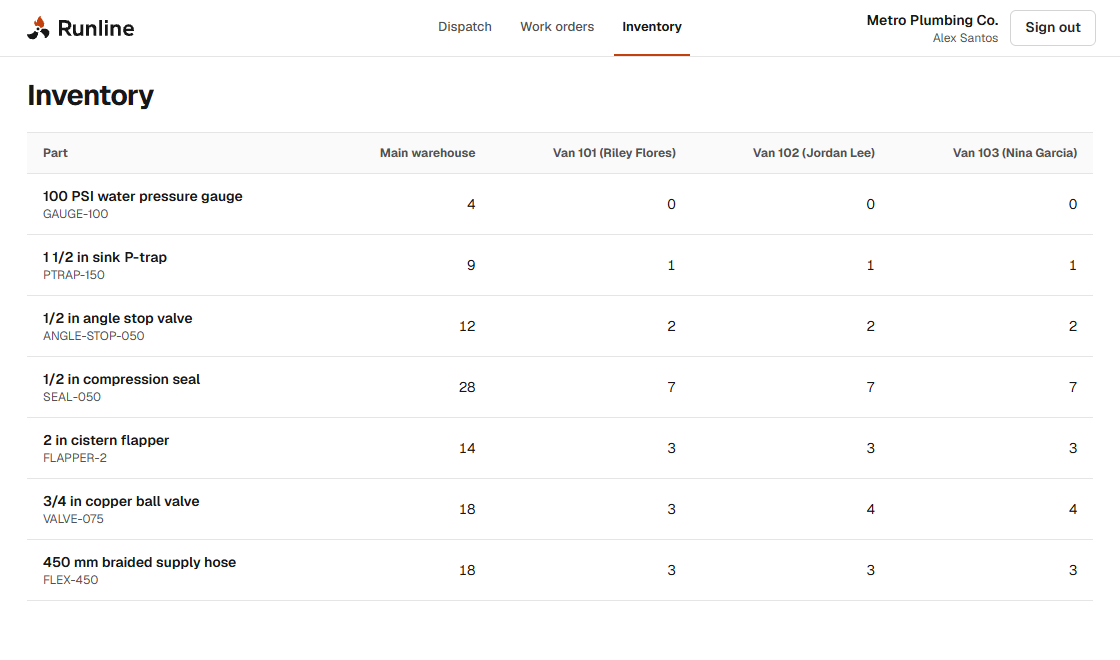 Runline
Dispatch Work orders Inventory
Metro Plumbing Co.
Alex Santos
Sign out
Inventory
Part Main warehouse Van 101 (Riley Flores) Van 102 (Jordan Lee) Van 103 (Nina Garcia)
100 PSI water pressure gauge
GAUGE-100
4 0 0 0
1 1/2 in sink P-trap
PTRAP-150
9 1 1 1
1/2 in angle stop valve
ANGLE-STOP-050
12 2 2 2
1/2 in compression seal
SEAL-050
28 7 7 7
2 in cistern flapper
FLAPPER-2
14 3 3 3
3/4 in copper ball valve
VALVE-075
18 3 4 4
450 mm braided supply hose
FLEX-450
18 3 3 3